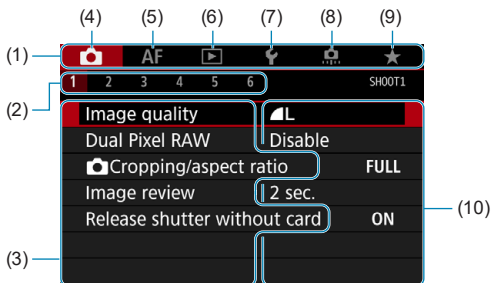 (4) (5) (6) (7) (8) (9)
(1) AF
(2) 1 2 3 4 5 6 SHOOT1
Image quality L
Dual Pixel RAW Disable
Cropping/aspect ratio FULL
Image review 2 sec.
(10)
Release shutter without card ON
(3)